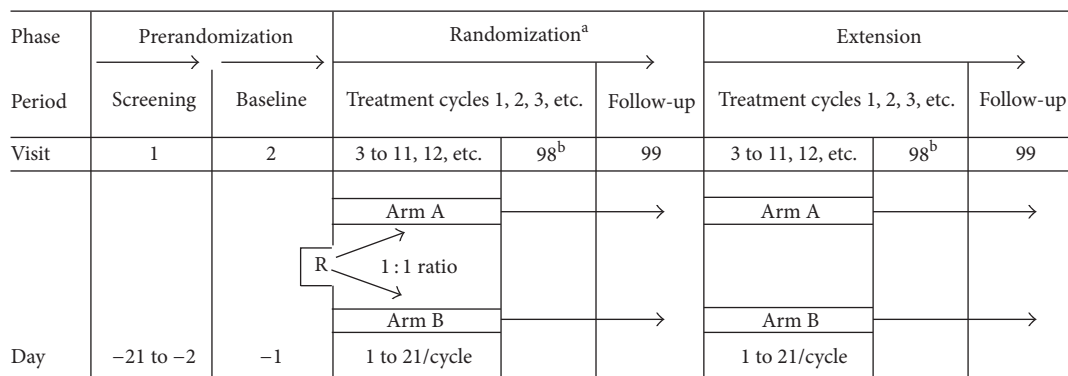 Phase Prerandomization Randomizationᵃ Extension
Period Screening Baseline Treatment cycles 1, 2, 3, etc. Follow-up Treatment cycles 1, 2, 3, etc. Follow-up
Visit 1 2 3 to 11, 12, etc. 98ᵇ 99 3 to 11, 12, etc. 98ᵇ 99
Arm A Arm A
R 1 : 1 ratio
Arm B Arm B
Day −21 to −2 −1 1 to 21/cycle 1 to 21/cycle